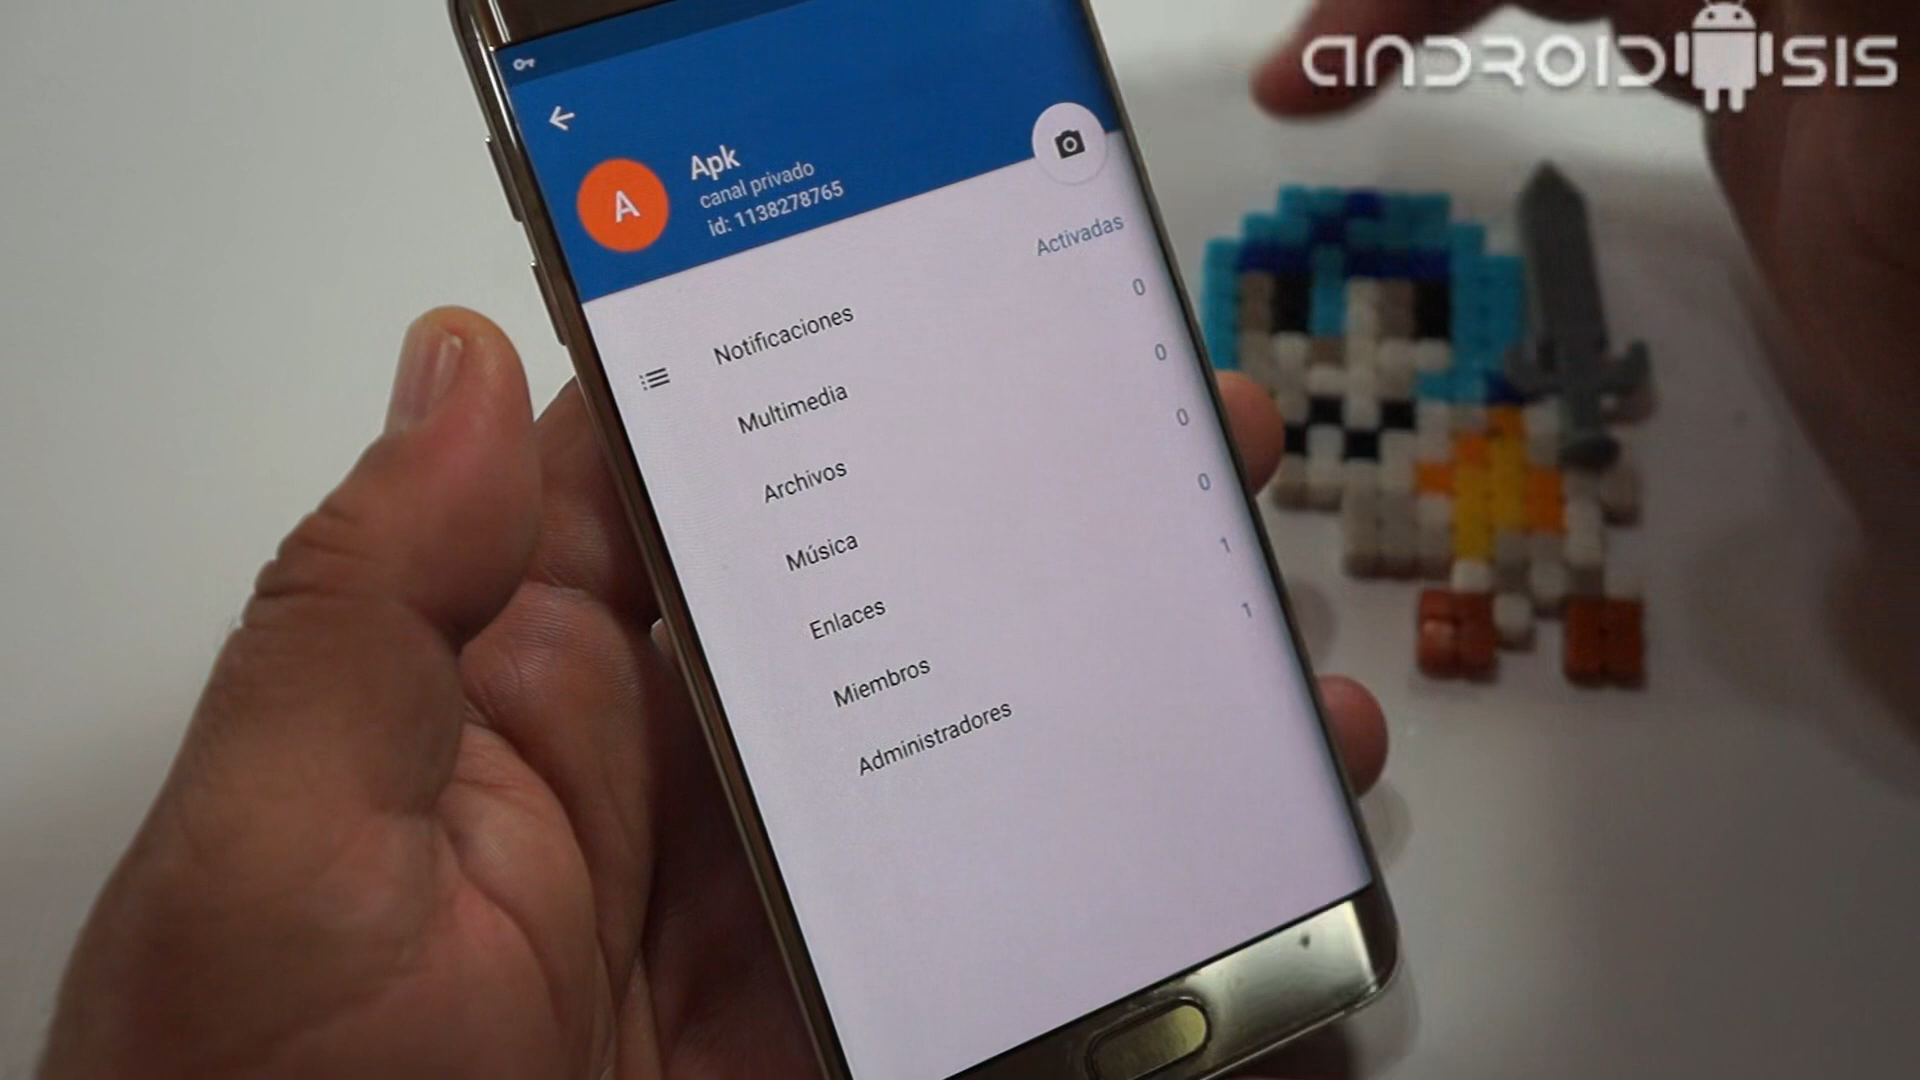 ANDROIDSIS
A
Apk
canal privado
id: 1138278765
Notificaciones Activadas
Multimedia 0
Archivos 0
Música 0
Enlaces 0
Miembros 1
Administradores 1